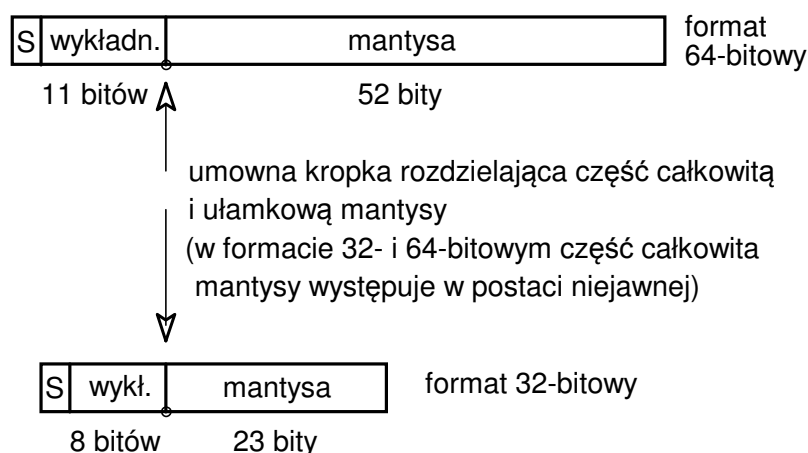 S wykładn. mantysa format
64-bitowy
11 bitów 52 bity
umowna kropka rozdzielająca część całkowitą
i ułamkową mantysy
(w formacie 32- i 64-bitowym część całkowita
mantysy występuje w postaci niejawnej)
S wykł. mantysa format 32-bitowy
8 bitów 23 bity